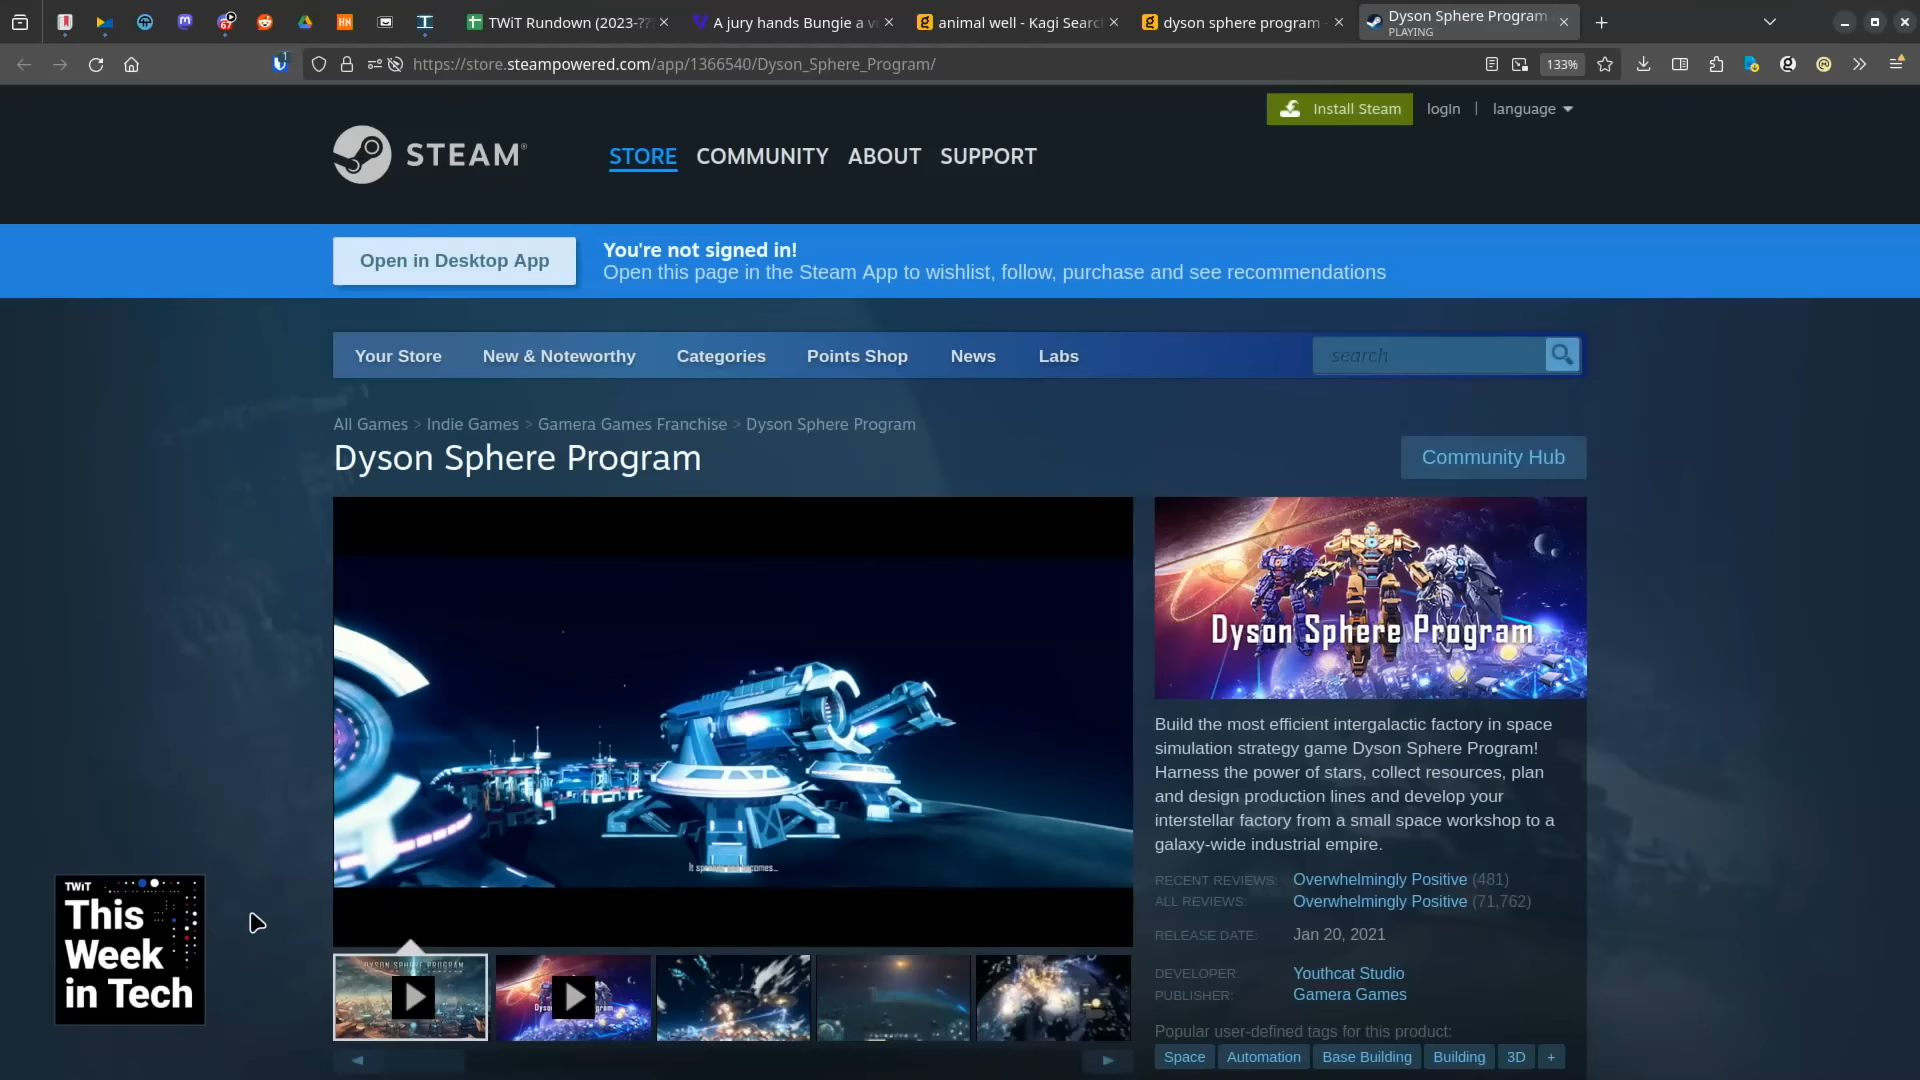 TWiT Rundown (2023-??
A jury hands Bungie a vi
animal well - Kagi Searc
dyson sphere program -
Dyson Sphere Program
PLAYING
https://store.steampowered.com/app/1366540/Dyson_Sphere_Program/
133%
Install Steam
login
|
language
STEAM®
STORE
COMMUNITY
ABOUT
SUPPORT
Open in Desktop App
You're not signed in!
Open this page in the Steam App to wishlist, follow, purchase and see recommendations
Your Store
New & Noteworthy
Categories
Points Shop
News
Labs
search
All Games > Indie Games > Gamera Games Franchise > Dyson Sphere Program
Dyson Sphere Program
Community Hub
Dyson Sphere Program
Build the most efficient intergalactic factory in space
simulation strategy game Dyson Sphere Program!
Harness the power of stars, collect resources, plan
and design production lines and develop your
interstellar factory from a small space workshop to a
galaxy-wide industrial empire.
RECENT REVIEWS: Overwhelmingly Positive (481)
ALL REVIEWS: Overwhelmingly Positive (71,762)
RELEASE DATE: Jan 20, 2021
DEVELOPER: Youthcat Studio
PUBLISHER: Gamera Games
Popular user-defined tags for this product:
Space
Automation
Base Building
Building
3D
+
DYSON SPHERE PROGRAM
TWiT
This
Week
in Tech